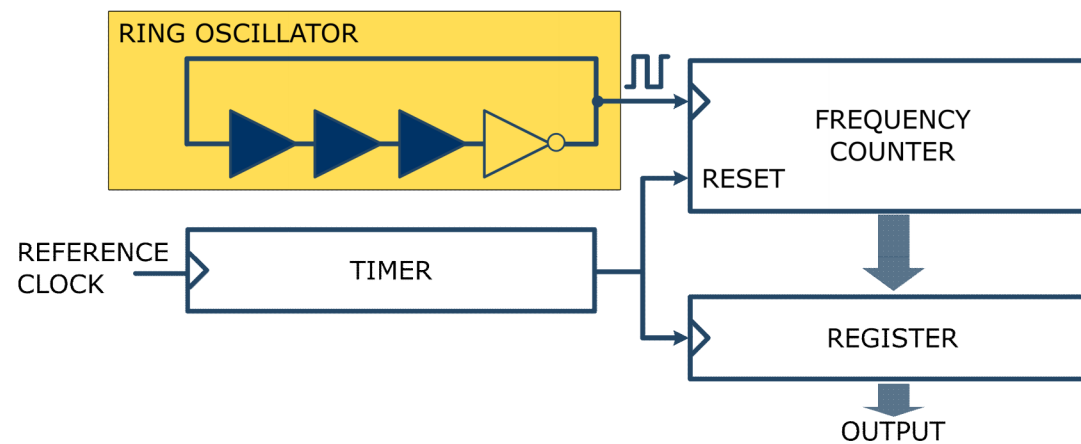 RING OSCILLATOR
FREQUENCY
COUNTER
RESET
REFERENCE
CLOCK
TIMER
REGISTER
OUTPUT